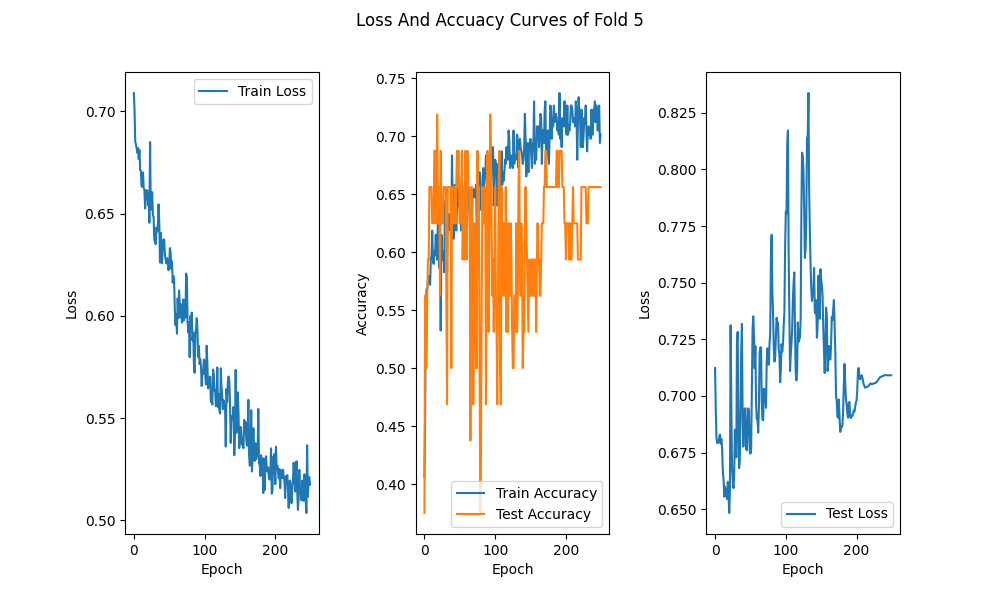 Loss And Accuacy Curves of Fold 5
Loss
0.70
0.65
0.60
0.55
0.50
0 100 200
Epoch
Train Loss
Accuracy
0.75
0.70
0.65
0.60
0.55
0.50
0.45
0.40
0 100 200
Epoch
Train Accuracy
Test Accuracy
Loss
0.825
0.800
0.775
0.750
0.725
0.700
0.675
0.650
0 100 200
Epoch
Test Loss